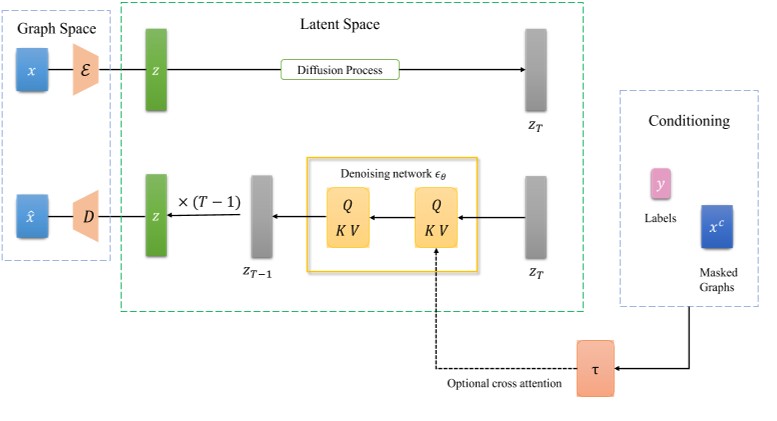 Graph Space
Latent Space
x
ℰ
z
Diffusion Process
z_T
Conditioning
y
Labels
x^c
Masked
Graphs
x̂
D
z
× (T − 1)
z_{T−1}
Denoising network ϵ_θ
Q
K V
Q
K V
z_T
τ
Optional cross attention